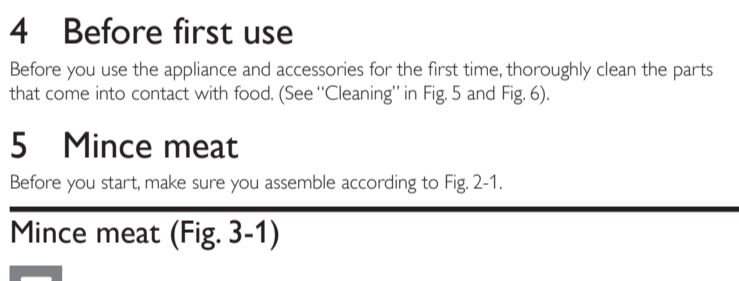 4 Before first use
Before you use the appliance and accessories for the first time, thoroughly clean the parts
that come into contact with food. (See “Cleaning” in Fig. 5 and Fig. 6).
5 Mince meat
Before you start, make sure you assemble according to Fig. 2-1.
Mince meat (Fig. 3-1)